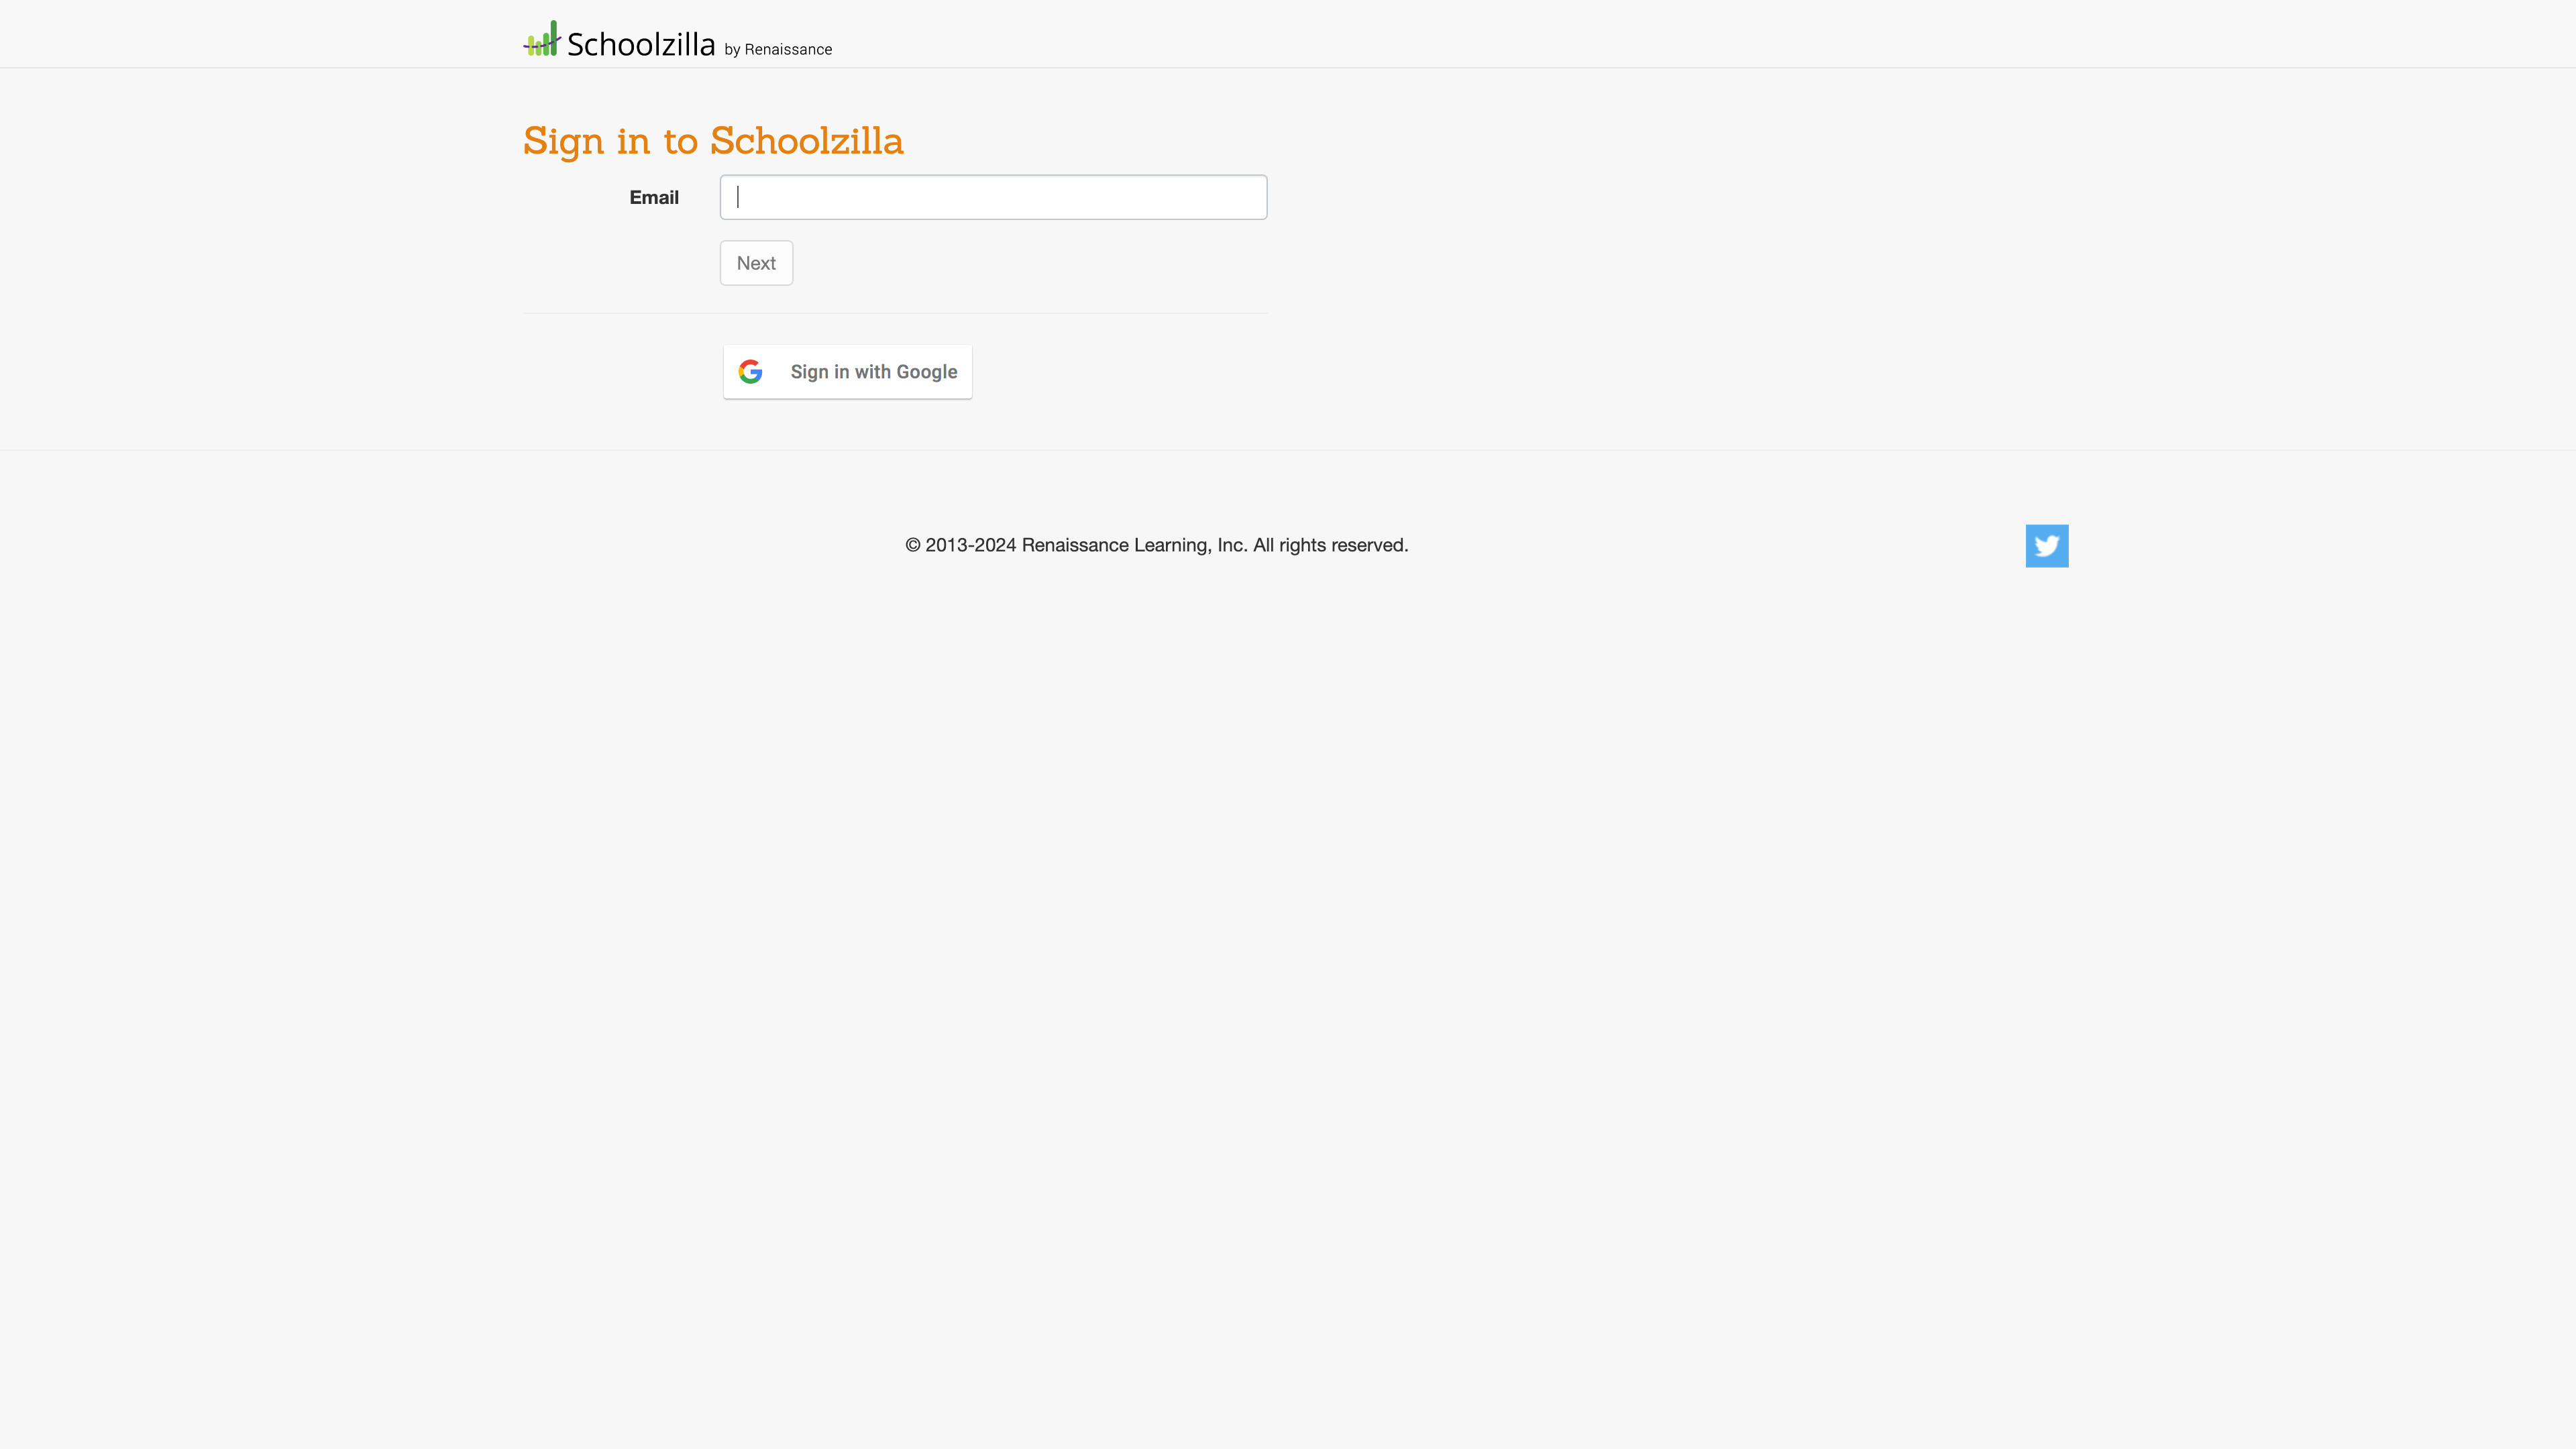 Schoolzilla by Renaissance
Sign in to Schoolzilla
Email
Next
Sign in with Google
© 2013-2024 Renaissance Learning, Inc. All rights reserved.